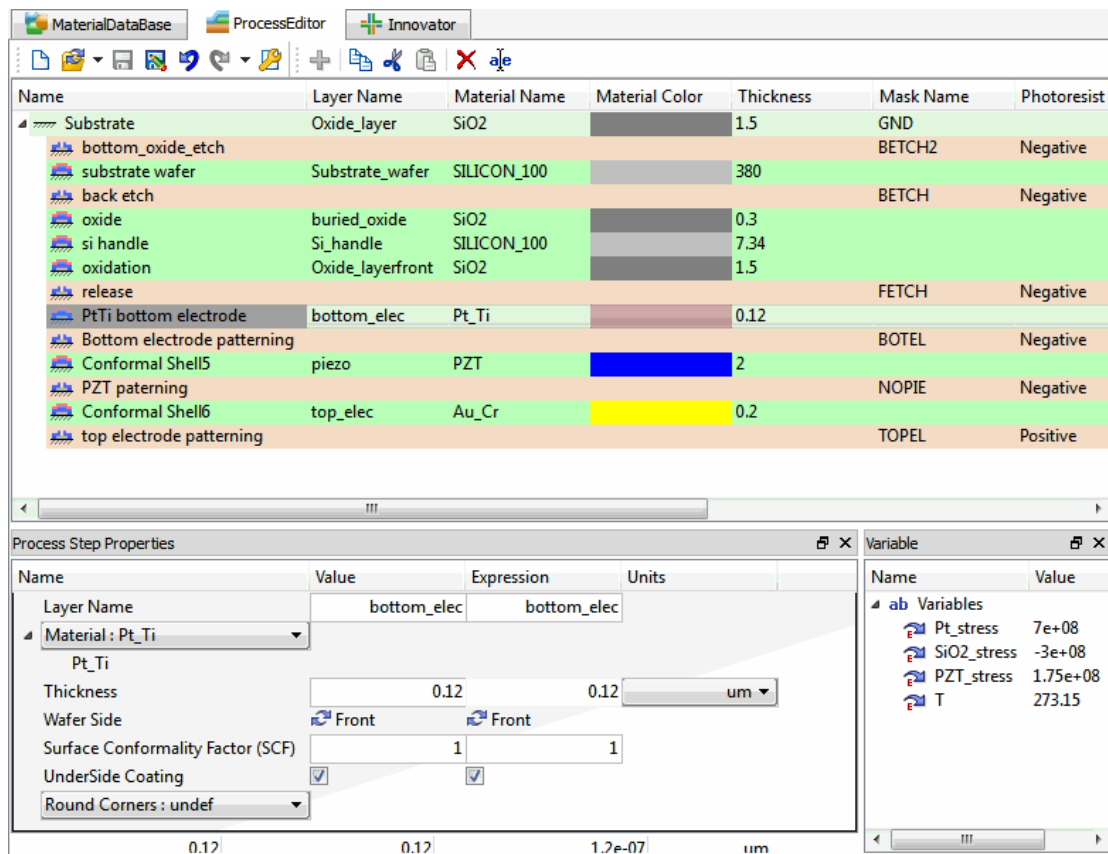 MaterialDataBase ProcessEditor Innovator
Name Layer Name Material Name Material Color Thickness Mask Name Photoresist
Substrate Oxide_layer SiO2 1.5 GND
bottom_oxide_etch BETCH2 Negative
substrate wafer Substrate_wafer SILICON_100 380
back etch BETCH Negative
oxide buried_oxide SiO2 0.3
si handle Si_handle SILICON_100 7.34
oxidation Oxide_layerfront SiO2 1.5
release FETCH Negative
PtTi bottom electrode bottom_elec Pt_Ti 0.12
Bottom electrode patterning BOTEL Negative
Conformal Shell5 piezo PZT 2
PZT paterning NOPIE Negative
Conformal Shell6 top_elec Au_Cr 0.2
top electrode patterning TOPEL Positive
Process Step Properties
Name Value Expression Units
Layer Name bottom_elec bottom_elec
Material : Pt_Ti
Pt_Ti
Thickness 0.12 0.12 um
Wafer Side Front Front
Surface Conformality Factor (SCF) 1 1
UnderSide Coating
Round Corners : undef
0.12 0.12 1.2e-07 um
Variable
Name Value
ab Variables
Pt_stress 7e+08
SiO2_stress -3e+08
PZT_stress 1.75e+08
T 273.15